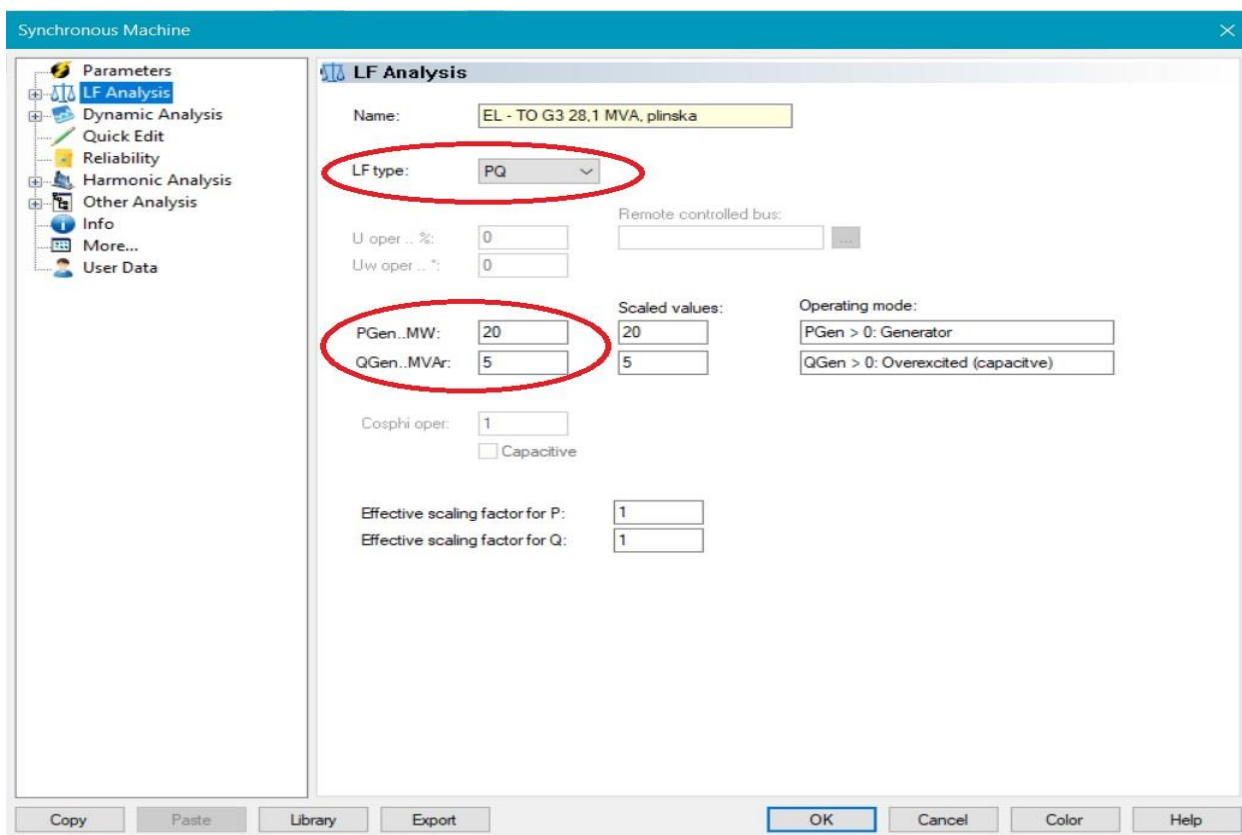 Synchronous Machine
Parameters
LF Analysis
Dynamic Analysis
Quick Edit
Reliability
Harmonic Analysis
Other Analysis
Info
More...
User Data
LF Analysis
Name: EL - TO G3 28,1 MVA, plinska
LF type: PQ
Remote controlled bus:
U oper .. %: 0 ...
Uw oper .. °: 0
Scaled values: Operating mode:
PGen..MW: 20 20 PGen > 0: Generator
QGen..MVAr: 5 5 QGen > 0: Overexcited (capacitve)
Cosphi oper: 1
Capacitive
Effective scaling factor for P: 1
Effective scaling factor for Q: 1
Copy Paste Library Export OK Cancel Color Help